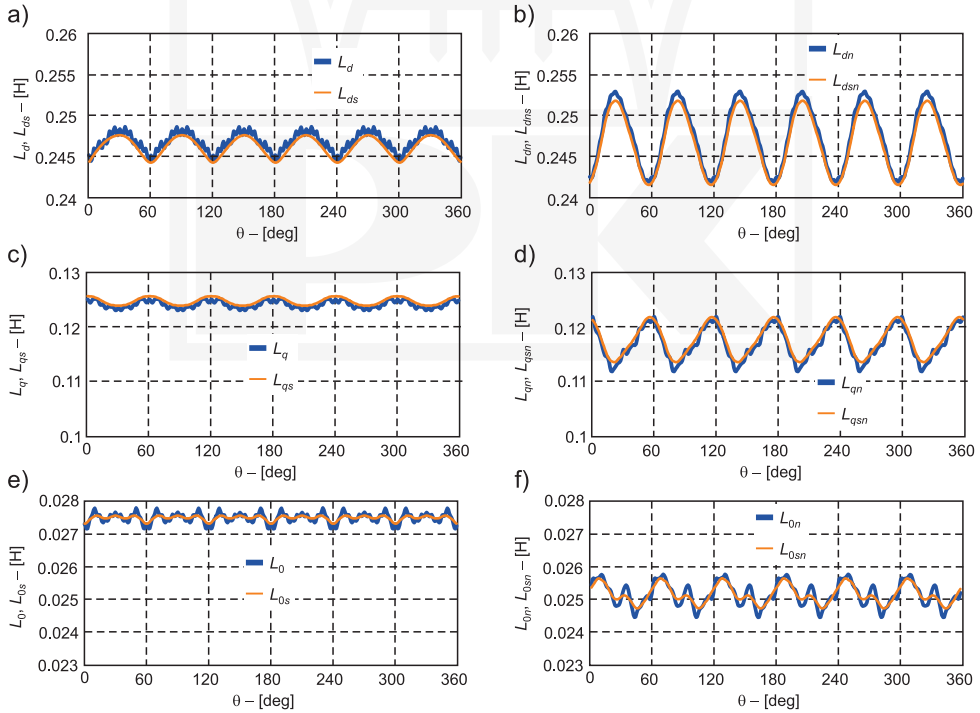 a)
0.26
0.255
0.25
0.245
0.24
L_d, L_ds – [H]
L_d
L_ds
0 60 120 180 240 300 360
θ – [deg]
b)
0.26
0.255
0.25
0.245
0.24
L_dn, L_dns – [H]
L_dn
L_dsn
0 60 120 180 240 300 360
θ – [deg]
c)
0.13
0.12
0.11
0.1
L_q, L_qs – [H]
L_q
L_qs
0 60 120 180 240 300 360
θ – [deg]
d)
0.13
0.12
0.11
0.1
L_qn, L_qsn – [H]
L_qn
L_qsn
0 60 120 180 240 300 360
θ – [deg]
e)
0.028
0.027
0.026
0.025
0.024
0.023
L_0, L_0s – [H]
L_0
L_0s
0 60 120 180 240 300 360
θ – [deg]
f)
0.028
0.027
0.026
0.025
0.024
0.023
L_0n, L_0sn – [H]
L_0n
L_0sn
0 60 120 180 240 300 360
θ – [deg]